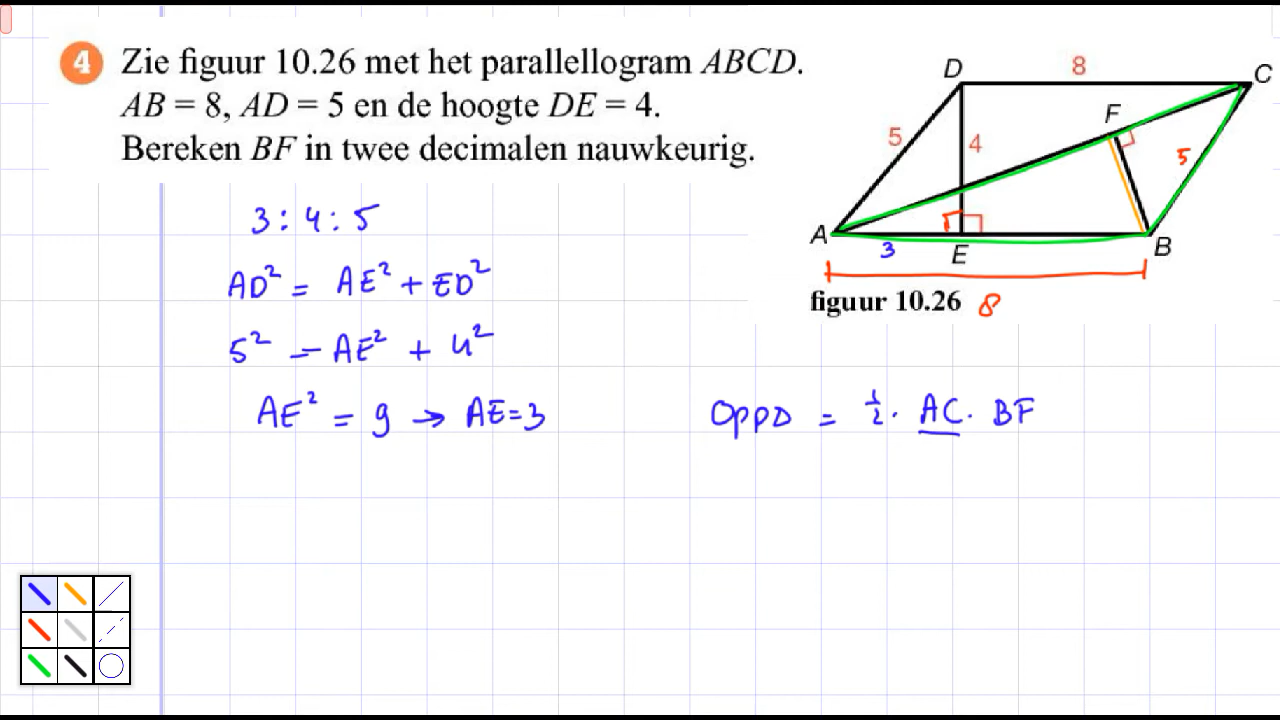 4 Zie figuur 10.26 met het parallellogram ABCD.
AB = 8, AD = 5 en de hoogte DE = 4.
Bereken BF in twee decimalen nauwkeurig.
D 8 C
F
5 4 5
A 3 E B
figuur 10.26 8
3 : 4 : 5
AD² = AE² + ED²
5² = AE² + 4²
AE² = 9 → AE=3
OPPD = ½ · AC · BF